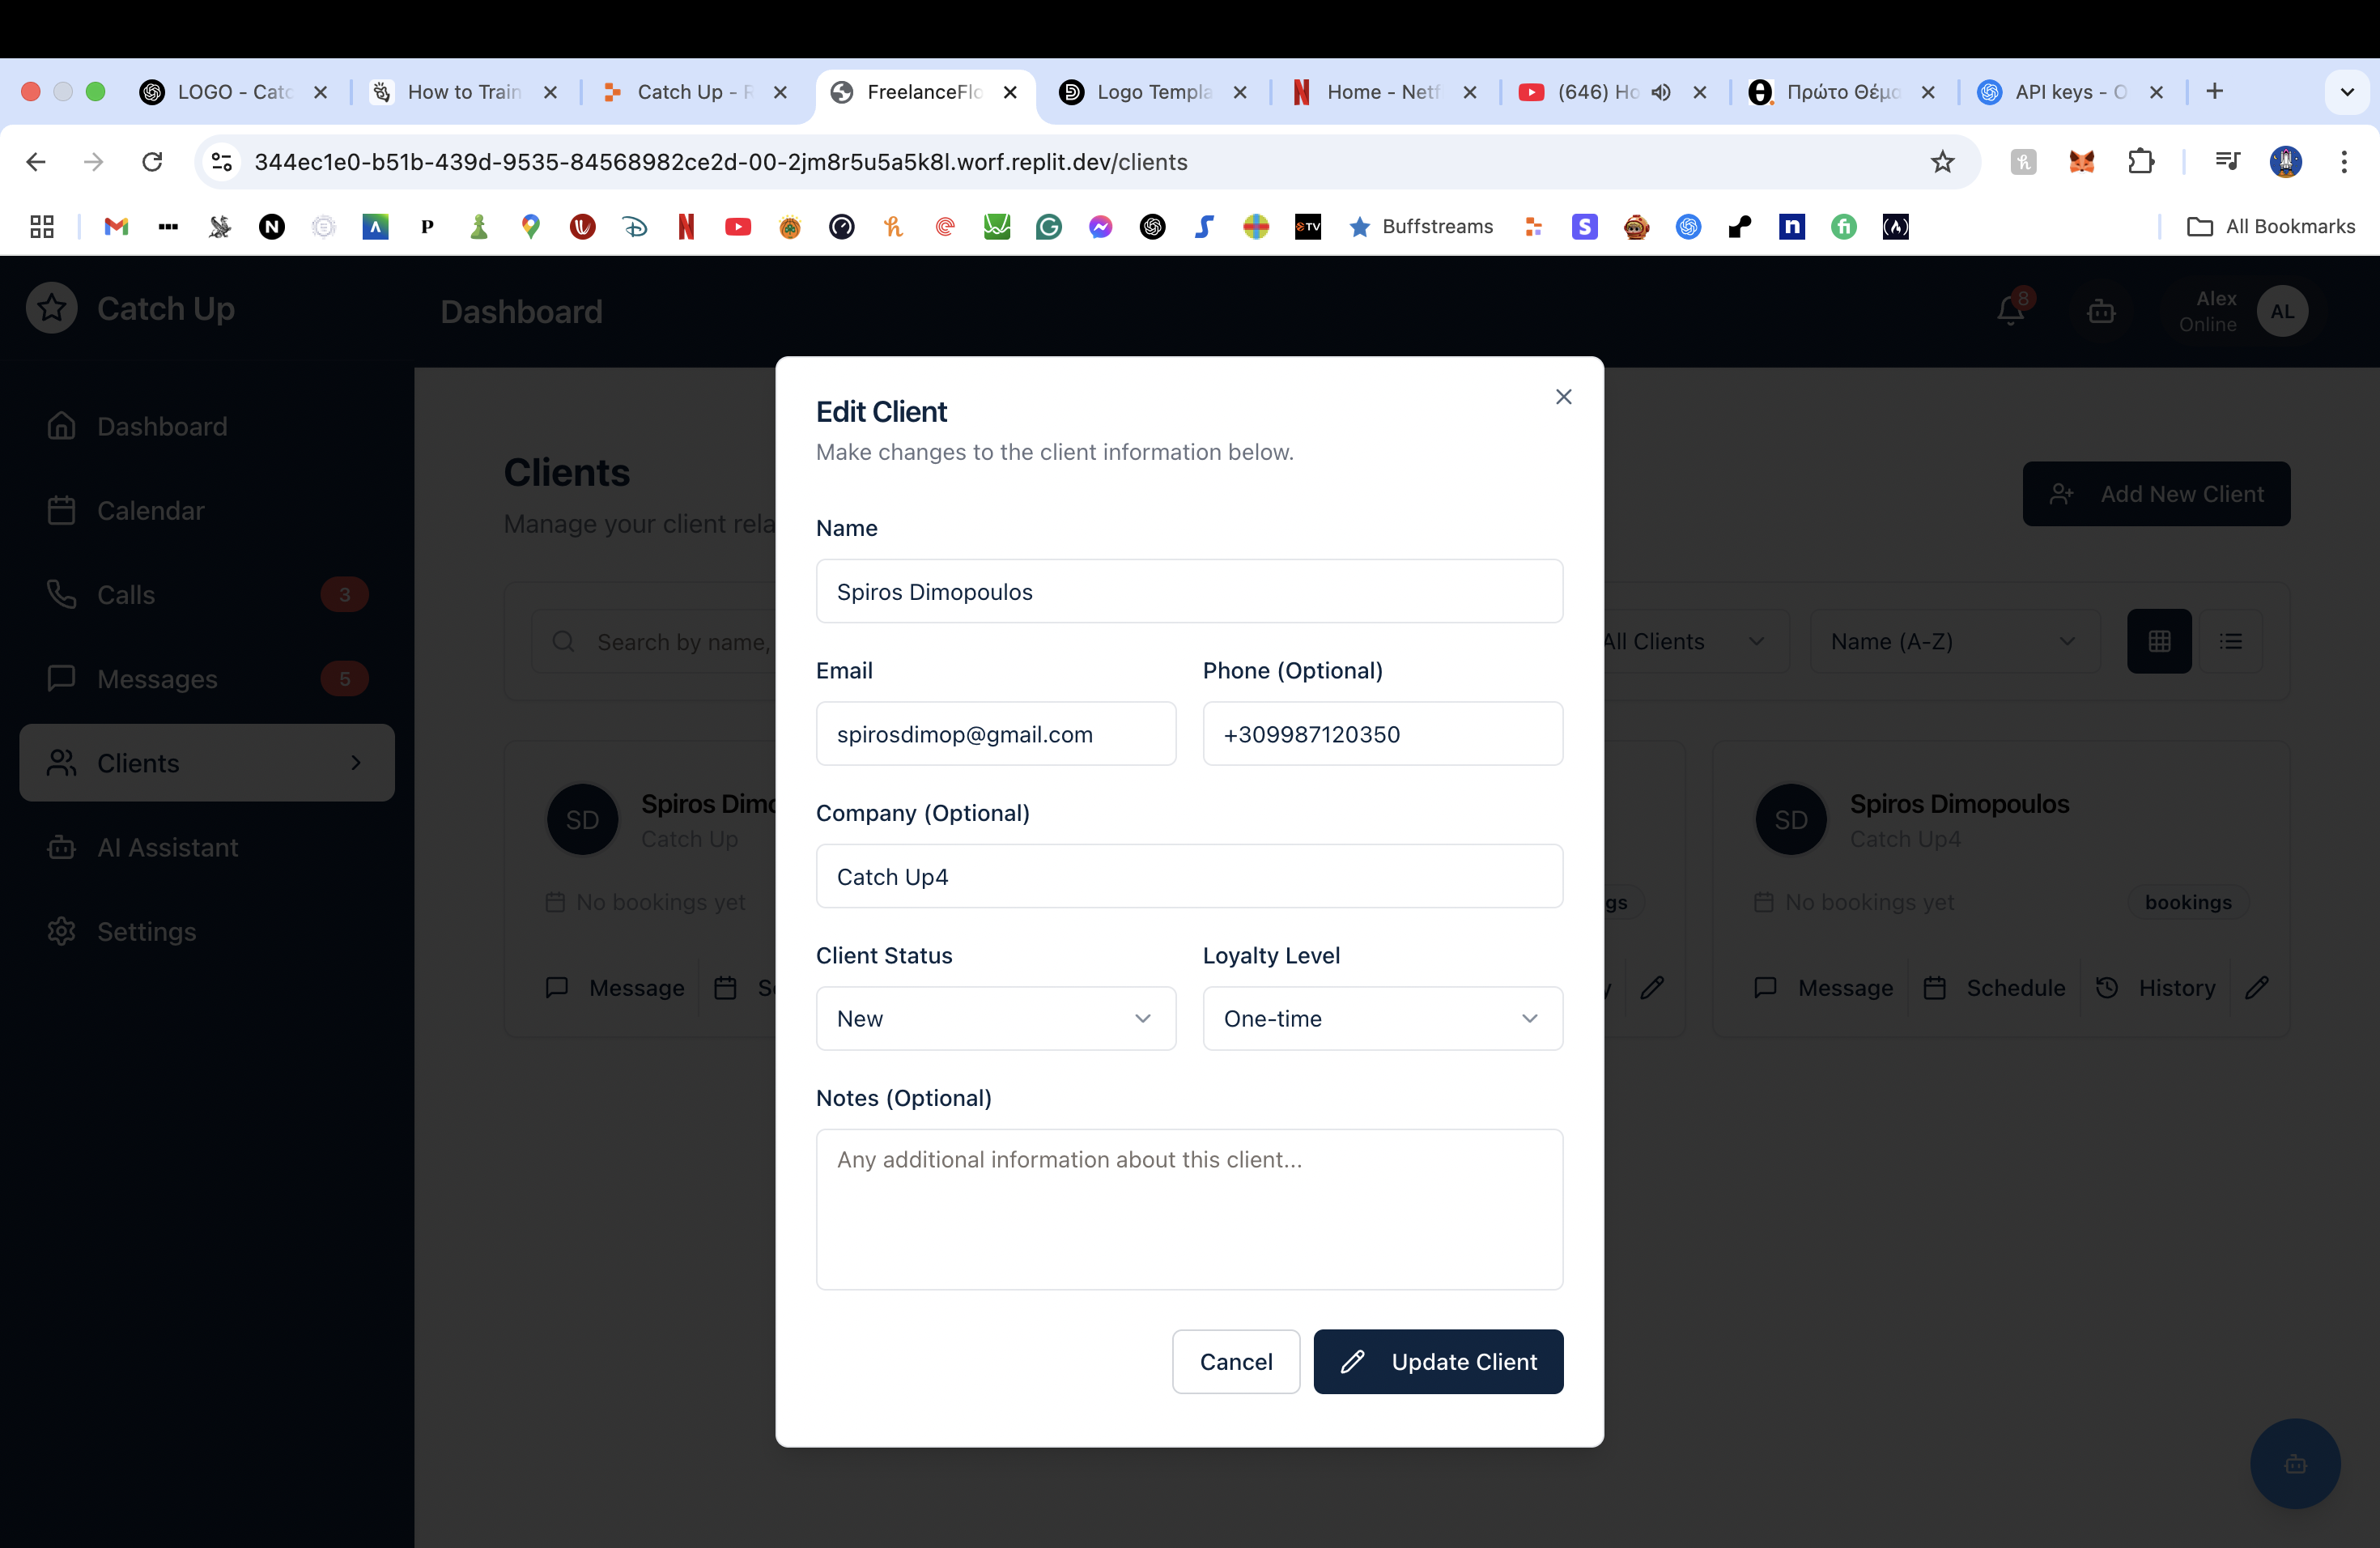 LOGO - Catc
How to Train
Catch Up - R
FreelanceFlo
Logo Templa
Home - Netf
(646) Ho
Πρώτο Θέμα
API keys - O
344ec1e0-b51b-439d-9535-84568982ce2d-00-2jm8r5u5a5k8l.worf.replit.dev/clients
Buffstreams
All Bookmarks
Catch Up
Dashboard
8
Alex
Online
AL
Dashboard
Calendar
Calls
3
Messages
5
Clients
AI Assistant
Settings
Clients
Manage your client rela
Add New Client
Search by name,
All Clients
Name (A-Z)
SD
Spiros Dimo
Catch Up
No bookings yet
Message
Sc
gs
y
SD
Spiros Dimopoulos
Catch Up4
No bookings yet
bookings
Message
Schedule
History
Edit Client
Make changes to the client information below.
Name
Spiros Dimopoulos
Email
Phone (Optional)
spirosdimop@gmail.com
+309987120350
Company (Optional)
Catch Up4
Client Status
Loyalty Level
New
One-time
Notes (Optional)
Any additional information about this client...
Cancel
Update Client